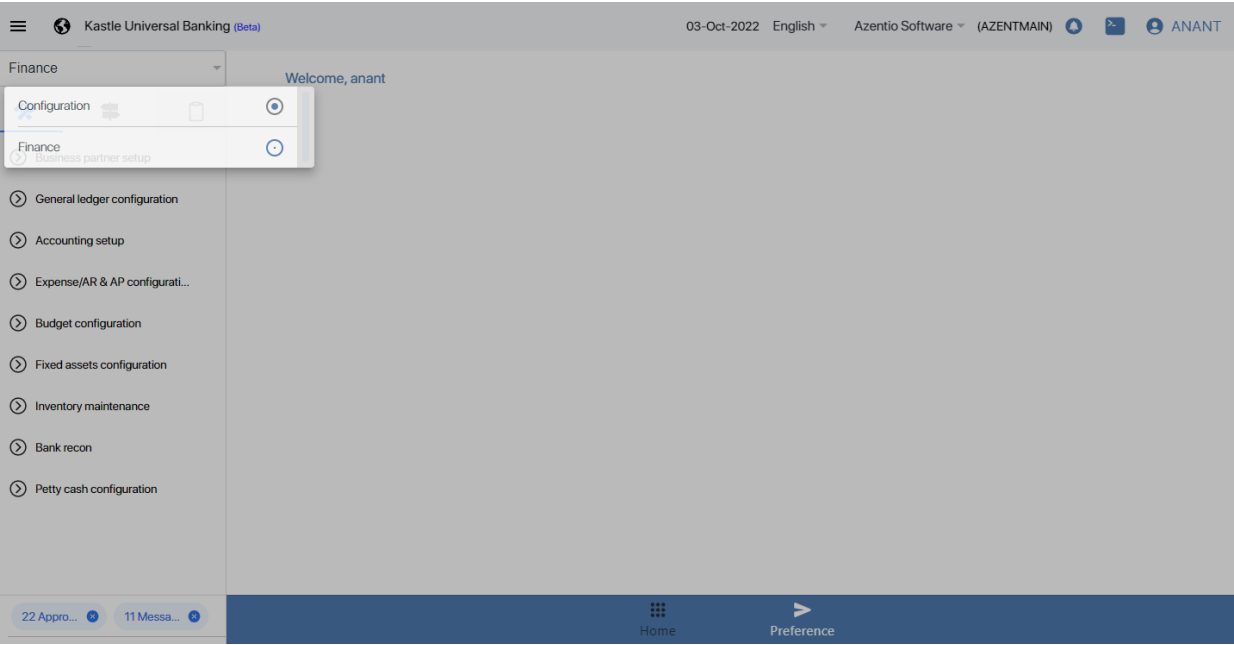 Kastle Universal Banking (Beta)
03-Oct-2022 English Azentio Software (AZENTMAIN) ANANT
Finance
Welcome, anant
Configuration
Finance
Business partner setup
General ledger configuration
Accounting setup
Expense/AR & AP configurati...
Budget configuration
Fixed assets configuration
Inventory maintenance
Bank recon
Petty cash configuration
22 Appro... 11 Messa...
Home Preference